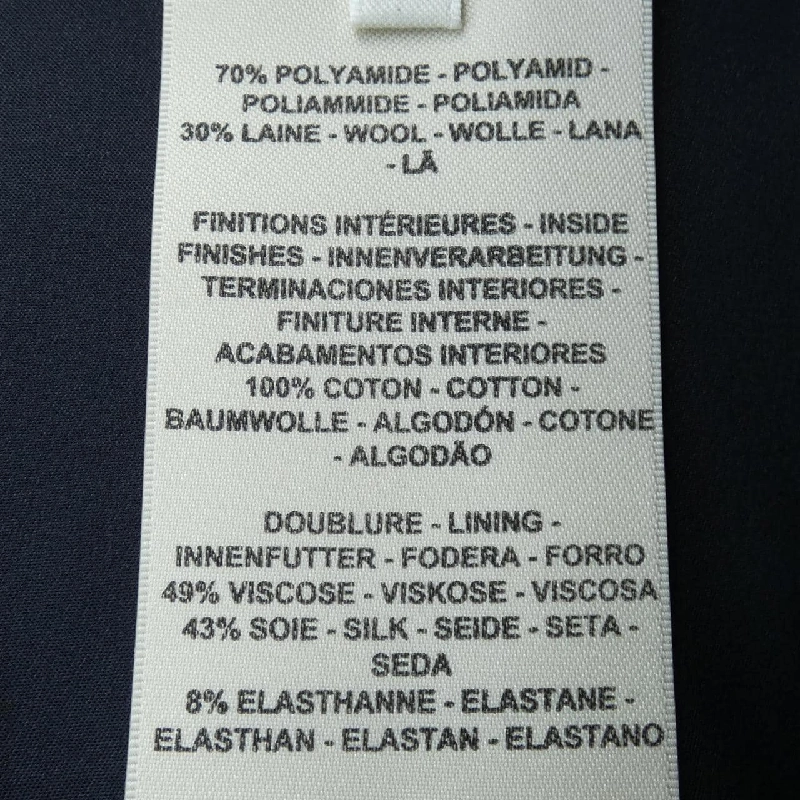 70% POLYAMIDE - POLYAMID -
POLIAMMIDE - POLIAMIDA
30% LAINE - WOOL - WOLLE - LANA
- LÃ
FINITIONS INTÉRIEURES - INSIDE
FINISHES - INNENVERARBEITUNG -
TERMINACIONES INTERIORES -
FINITURE INTERNE -
ACABAMENTOS INTERIORES
100% COTON - COTTON -
BAUMWOLLE - ALGODÓN - COTONE
- ALGODÃO
DOUBLURE - LINING -
INNENFUTTER - FODERA - FORRO
49% VISCOSE - VISKOSE - VISCOSA
43% SOIE - SILK - SEIDE - SETA -
SEDA
8% ELASTHANNE - ELASTANE -
ELASTHAN - ELASTAN - ELASTANO